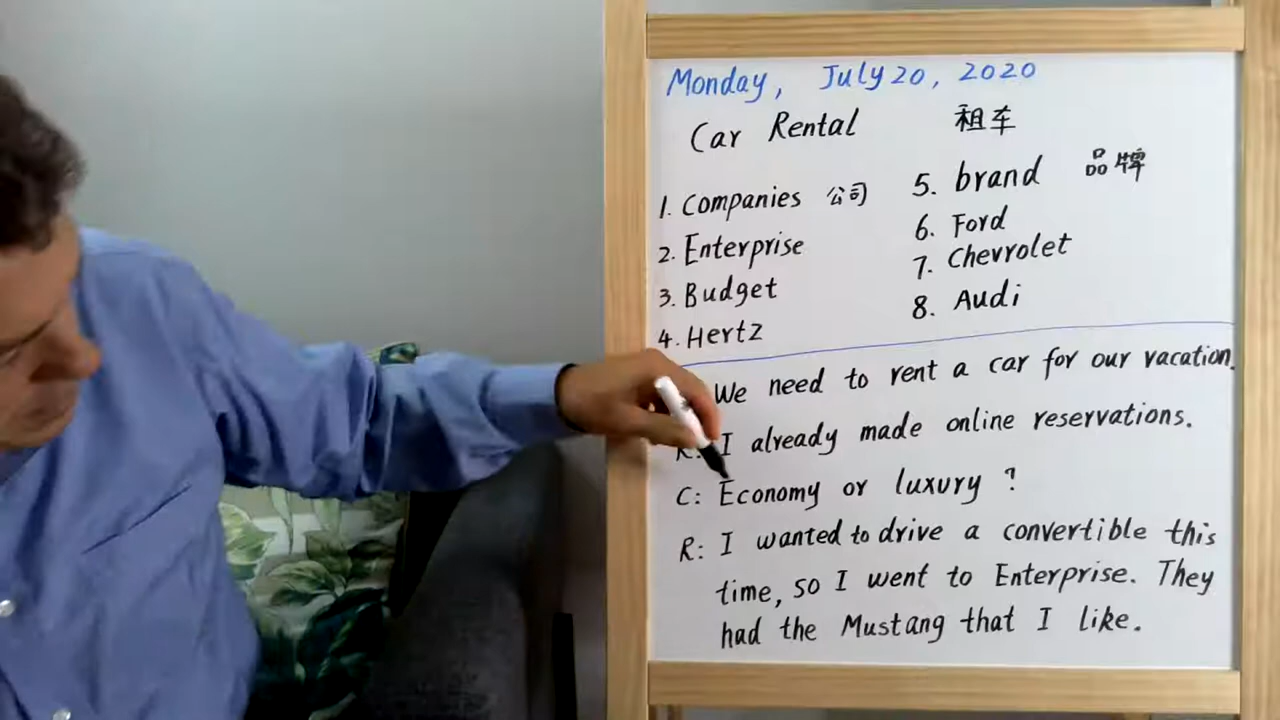 Monday, July 20, 2020
Car Rental 租车
1. Companies 公司
2. Enterprise
3. Budget
4. Hertz
5. brand 品牌
6. Ford
7. Chevrolet
8. Audi
We need to rent a car for our vacation.
R: I already made online reservations.
C: Economy or luxury?
R: I wanted to drive a convertible this
time, so I went to Enterprise. They
had the Mustang that I like.